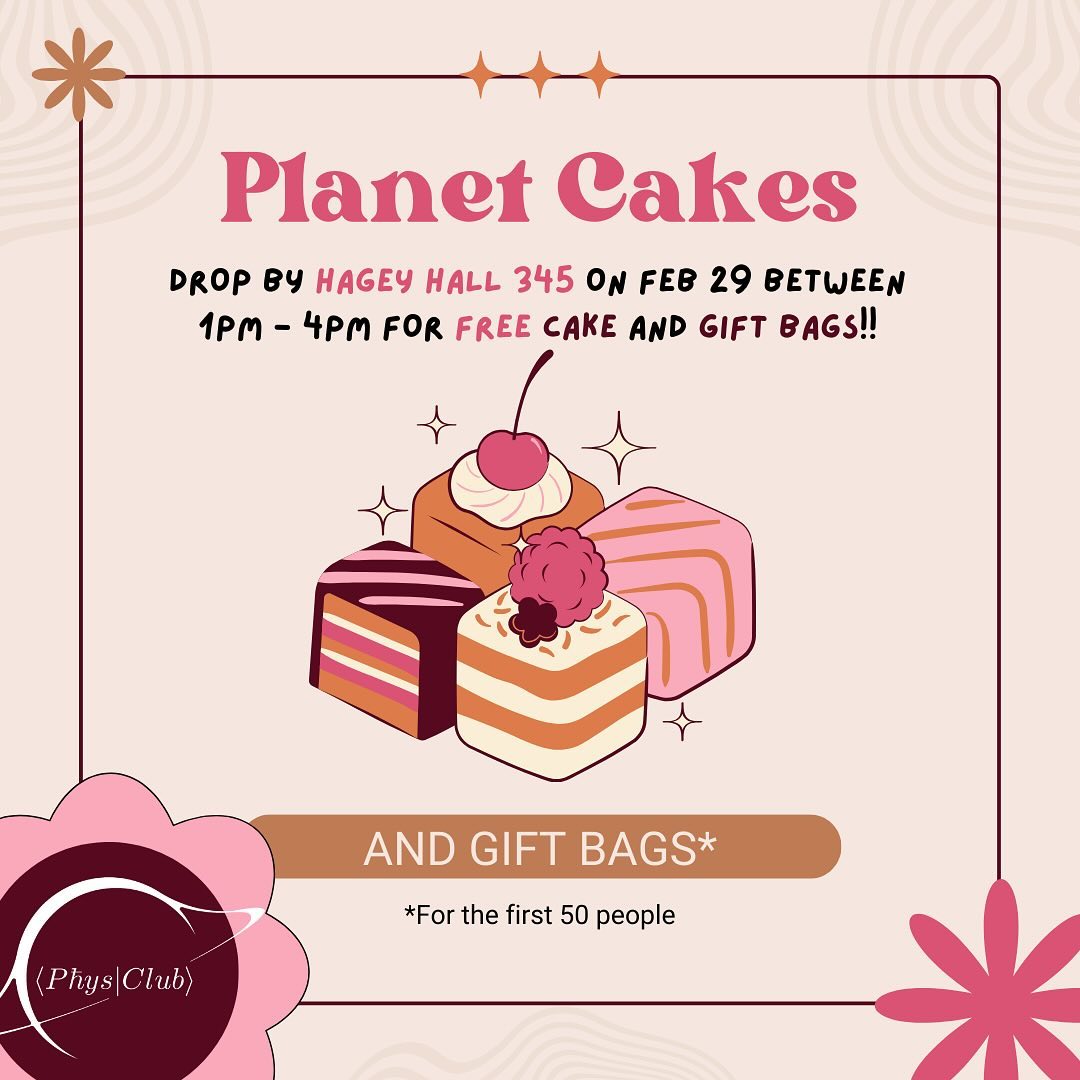 Planet Cakes
DROP BY HAGEY HALL 345 ON FEB 29 BETWEEN
1PM - 4PM FOR FREE CAKE AND GIFT BAGS!!
AND GIFT BAGS*
*For the first 50 people
⟨Pħys|Club⟩